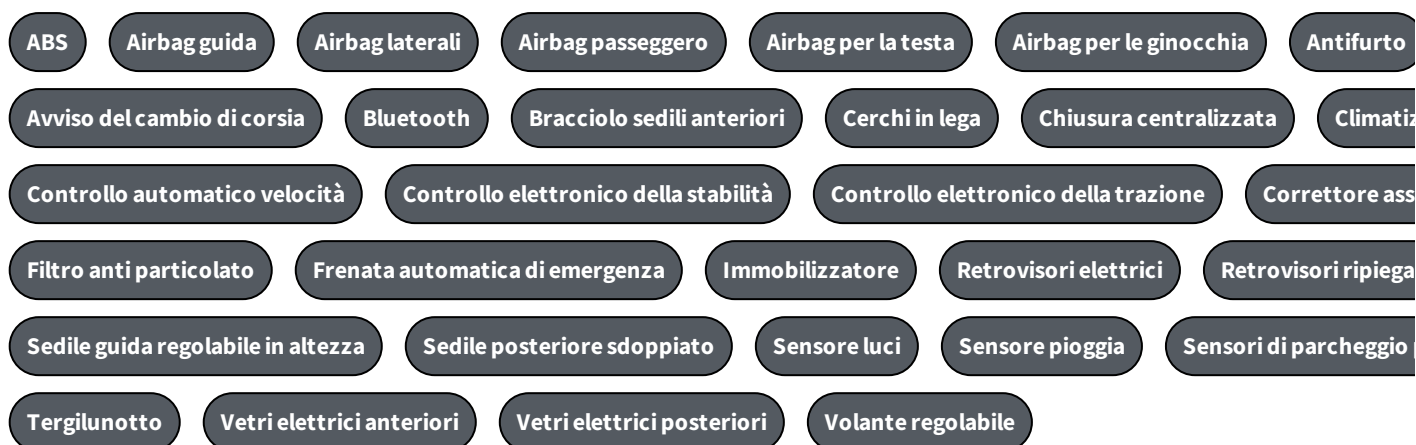 ABS Airbag guida Airbag laterali Airbag passeggero Airbag per la testa Airbag per le ginocchia Antifurto
Avviso del cambio di corsia Bluetooth Bracciolo sedili anteriori Cerchi in lega Chiusura centralizzata
Controllo automatico velocità Controllo elettronico della stabilità Controllo elettronico della trazione Correttore
Filtro anti particolato Frenata automatica di emergenza Immobilizzatore Retrovisori elettrici Retrovisori
Sedile guida regolabile in altezza Sedile posteriore sdoppiato Sensore luci Sensore pioggia Sensori di parcheggio
Tergilunotto Vetri elettrici anteriori Vetri elettrici posteriori Volante regolabile